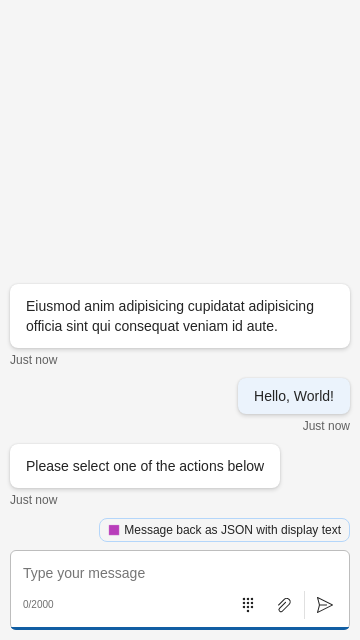 Eiusmod anim adipisicing cupidatat adipisicing
officia sint qui consequat veniam id aute.
Just now
Hello, World!
Just now
Please select one of the actions below
Just now
Message back as JSON with display text
Type your message
0/2000